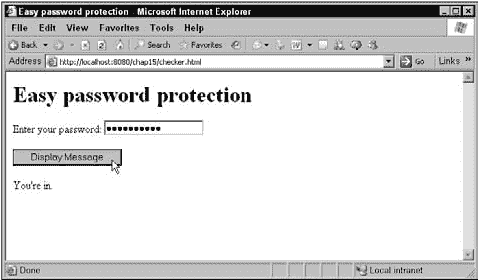 Easy password protection - Microsoft Internet Explorer
File Edit View Favorites Tools Help
Back Search Favorites
Address http://localhost:8080/chap15/checker.html Go Links »
Easy password protection
Enter your password: ●●●●●●●●●●
Display Message
You're in.
Done Local intranet